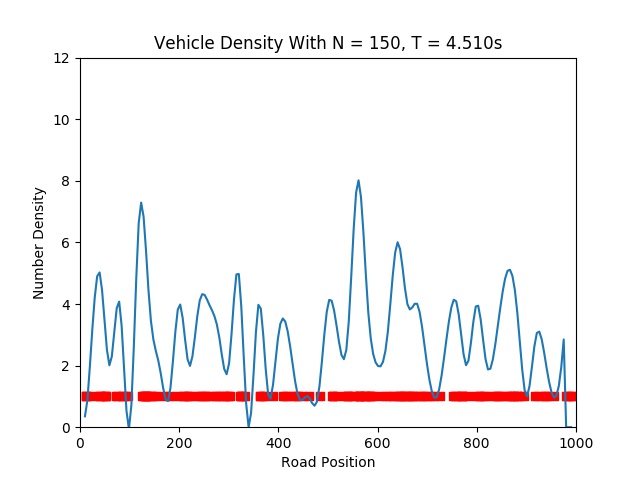 Vehicle Density With N = 150, T = 4.510s
12
10
8
6
4
2
0
Number Density
0 200 400 600 800 1000
Road Position